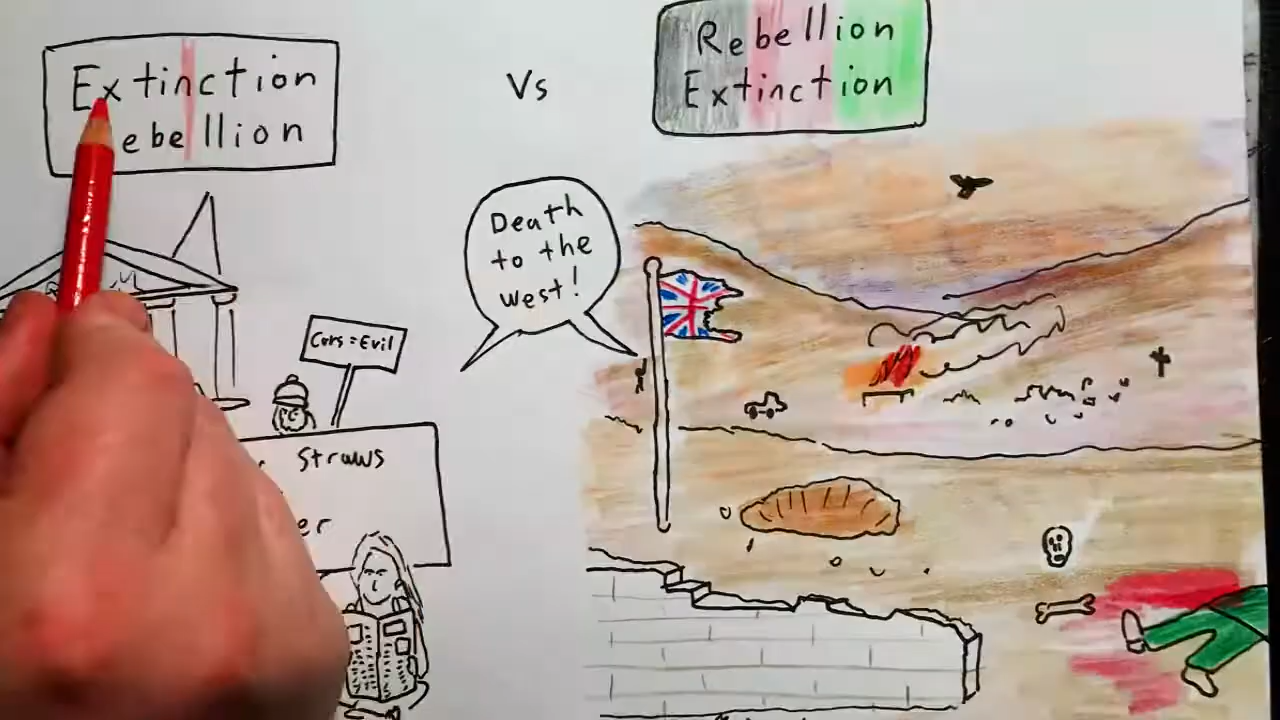 Extinction
ebellion
Vs
Rebellion
Extinction
Death
to the
west!
Cars = Evil
Straws
er